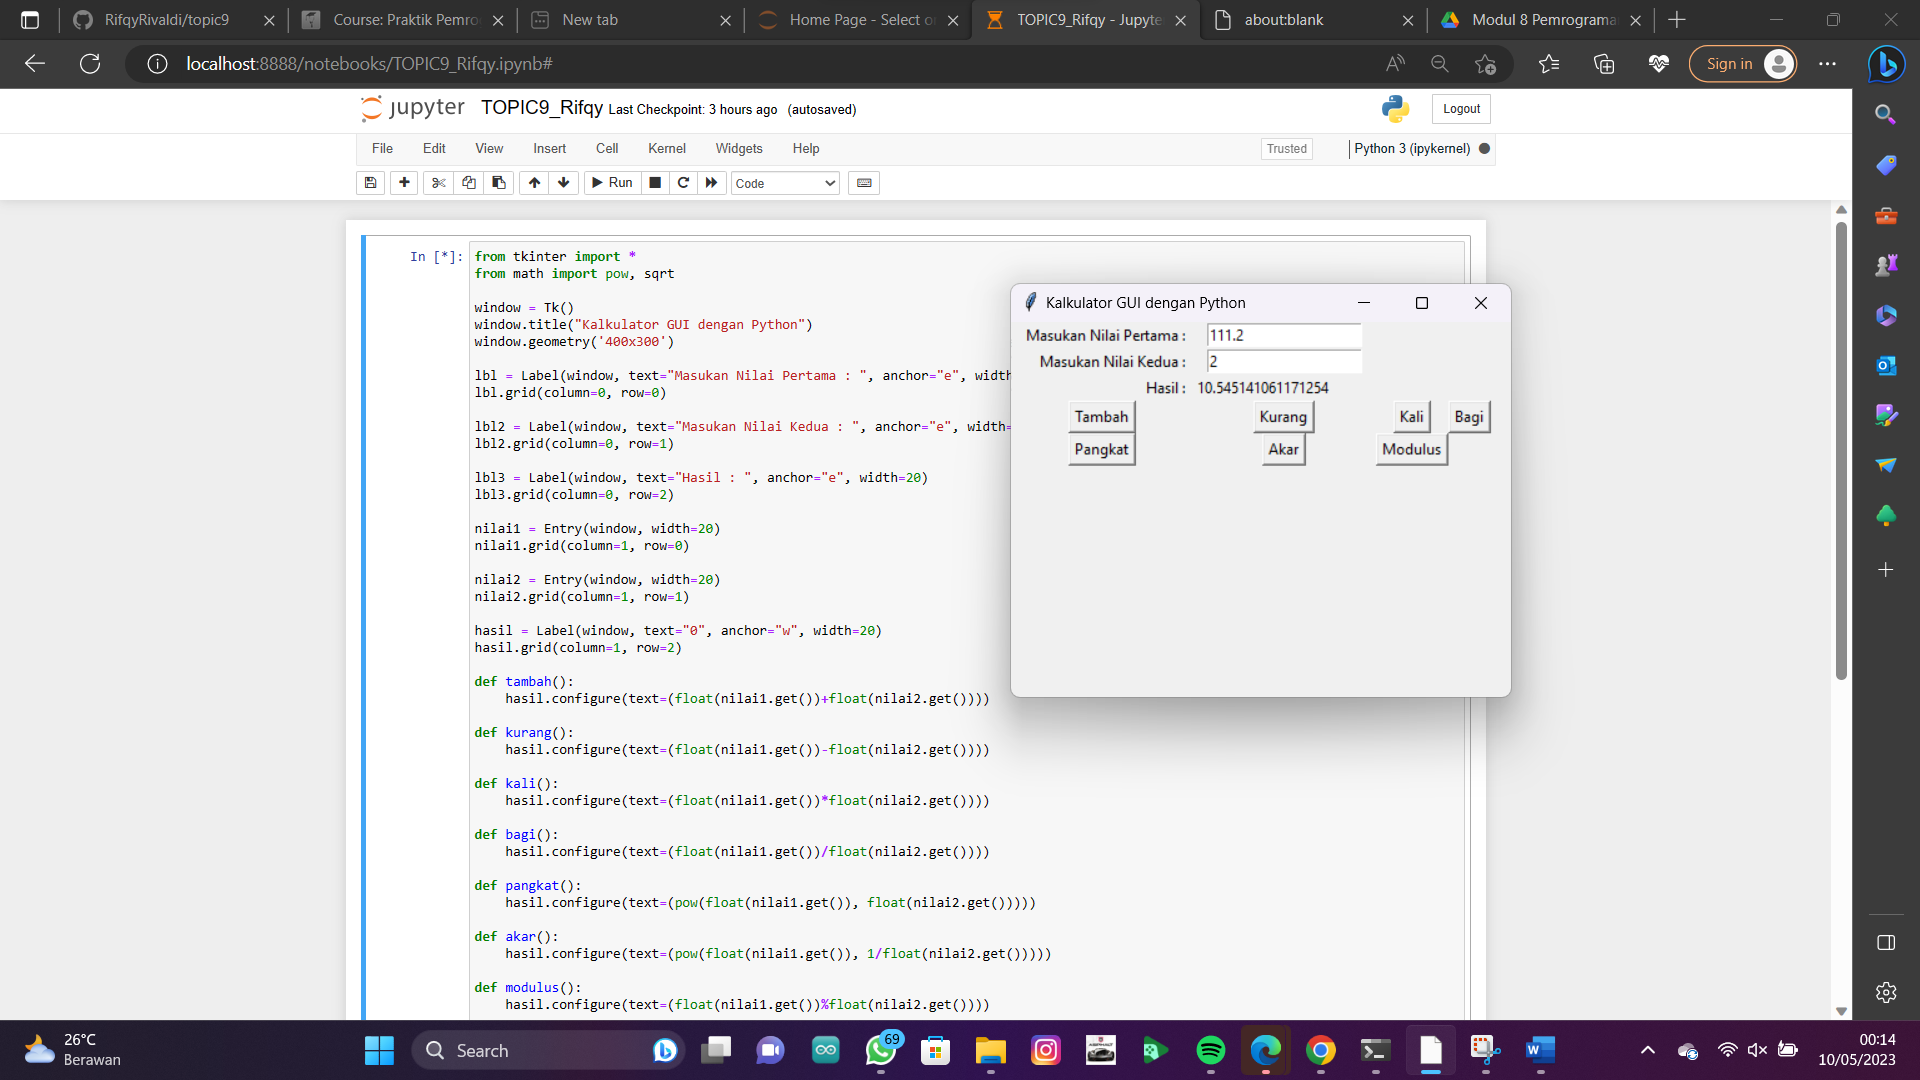 RifqyRivaldi/topic9
Course: Praktik Pemro
New tab
Home Page - Select o
TOPIC9_Rifqy - Jupyte
about:blank
Modul 8 Pemrograma
localhost:8888/notebooks/TOPIC9_Rifqy.ipynb#
Sign in
jupyter TOPIC9_Rifqy Last Checkpoint: 3 hours ago (autosaved)
Logout
File Edit View Insert Cell Kernel Widgets Help
Trusted
Python 3 (ipykernel)
Run
Code
In [*]:
from tkinter import *
from math import pow, sqrt
window = Tk()
window.title("Kalkulator GUI dengan Python")
window.geometry('400x300')
lbl = Label(window, text="Masukan Nilai Pertama : ", anchor="e", width
lbl.grid(column=0, row=0)
lbl2 = Label(window, text="Masukan Nilai Kedua : ", anchor="e", width=
lbl2.grid(column=0, row=1)
lbl3 = Label(window, text="Hasil : ", anchor="e", width=20)
lbl3.grid(column=0, row=2)
nilai1 = Entry(window, width=20)
nilai1.grid(column=1, row=0)
nilai2 = Entry(window, width=20)
nilai2.grid(column=1, row=1)
hasil = Label(window, text="0", anchor="w", width=20)
hasil.grid(column=1, row=2)
def tambah():
    hasil.configure(text=(float(nilai1.get())+float(nilai2.get())))
def kurang():
    hasil.configure(text=(float(nilai1.get())-float(nilai2.get())))
def kali():
    hasil.configure(text=(float(nilai1.get())*float(nilai2.get())))
def bagi():
    hasil.configure(text=(float(nilai1.get())/float(nilai2.get())))
def pangkat():
    hasil.configure(text=(pow(float(nilai1.get()), float(nilai2.get()))))
def akar():
    hasil.configure(text=(pow(float(nilai1.get()), 1/float(nilai2.get()))))
def modulus():
    hasil.configure(text=(float(nilai1.get())%float(nilai2.get())))
Kalkulator GUI dengan Python
Masukan Nilai Pertama : 111.2
Masukan Nilai Kedua : 2
Hasil : 10.545141061171254
Tambah Kurang Kali Bagi
Pangkat Akar Modulus
26°C
Berawan
Search
69
00:14
10/05/2023